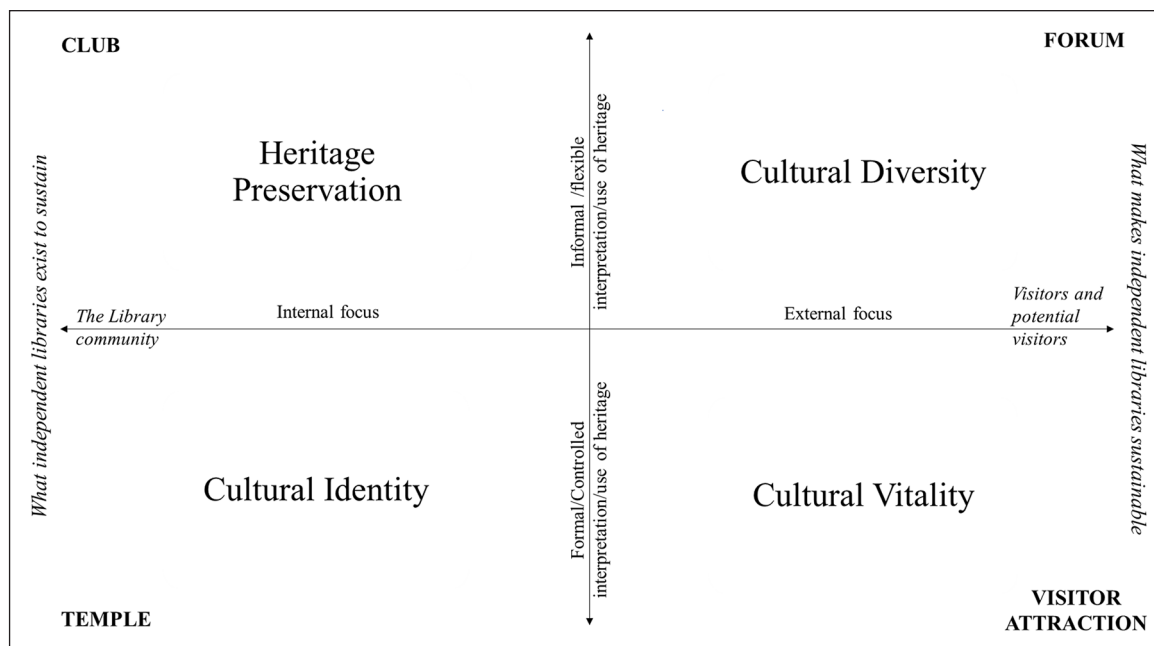 CLUB
FORUM
What independent libraries exist to sustain
Heritage
Preservation
Informal /flexible
interpretation/use of heritage
Cultural Diversity
What makes independent libraries sustainable
The Library
community
Internal focus
External focus
Visitors and
potential
visitors
Cultural Identity
Formal/Controlled
interpretation/use of heritage
Cultural Vitality
TEMPLE
VISITOR
ATTRACTION